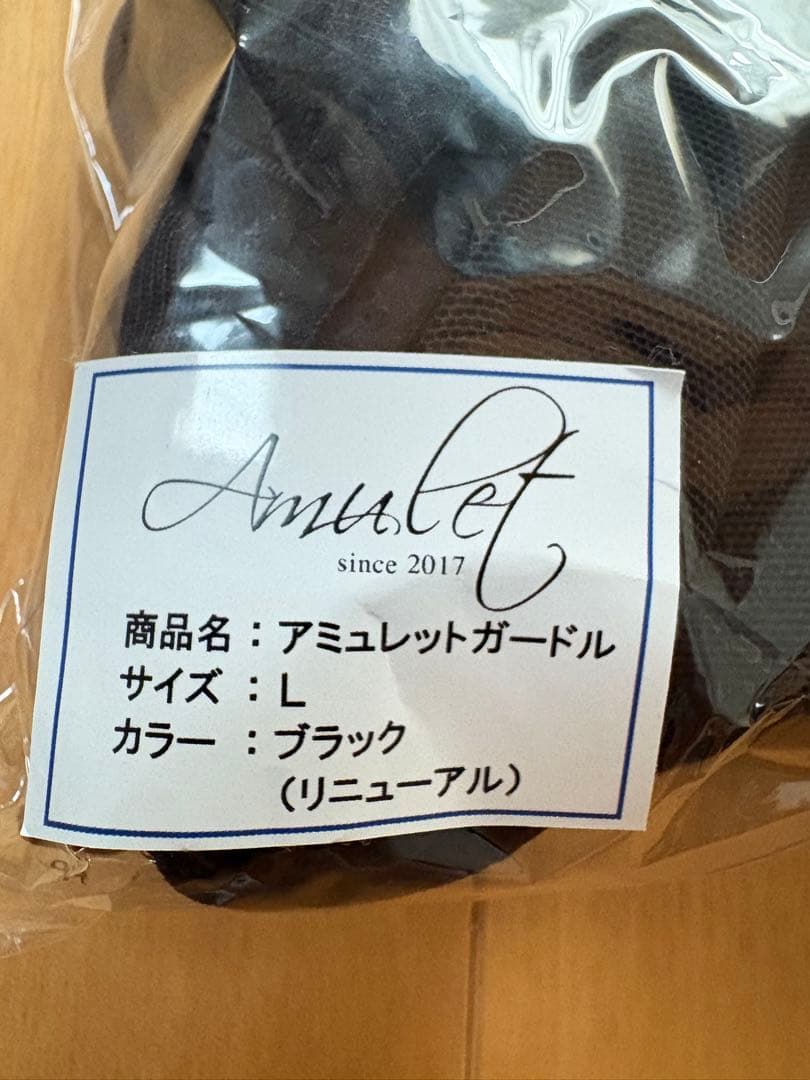 Amulet
since 2017
商品名 : アミュレットガードル
サイズ : L
カラー : ブラック
(リニューアル)